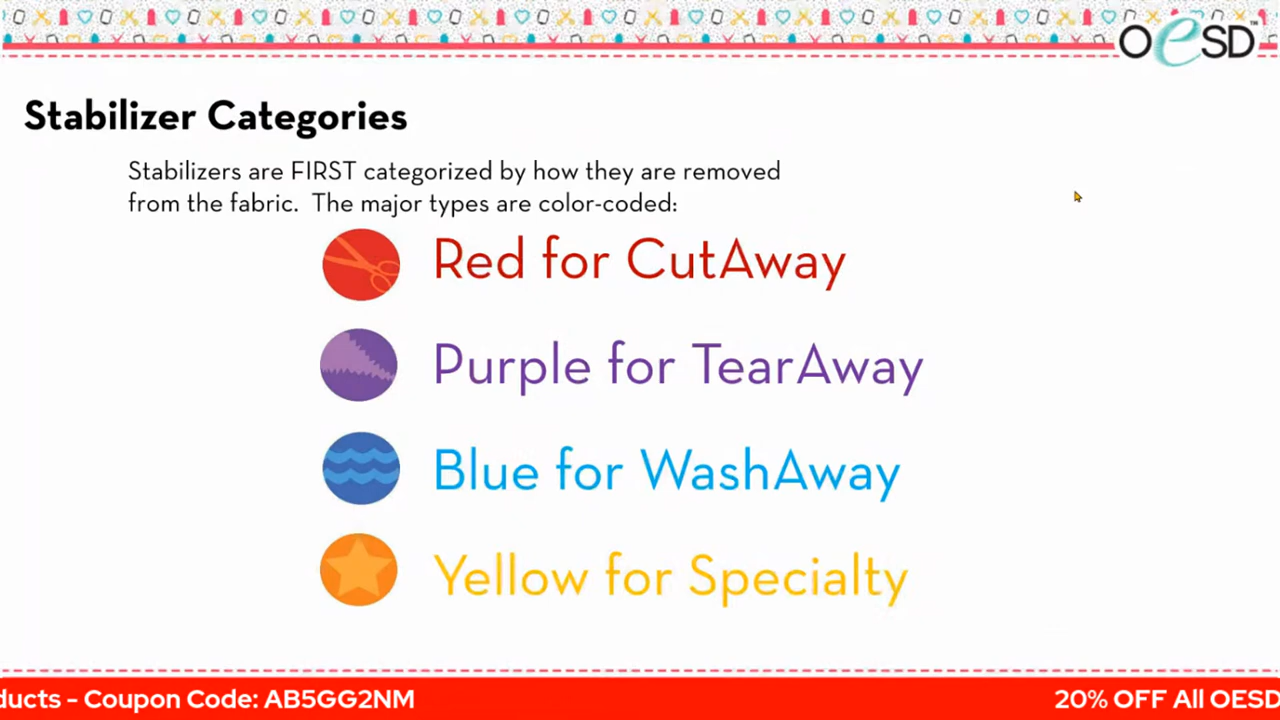 OESD™
Stabilizer Categories
Stabilizers are FIRST categorized by how they are removed
from the fabric. The major types are color-coded:
Red for CutAway
Purple for TearAway
Blue for WashAway
Yellow for Specialty
ducts - Coupon Code: AB5GG2NM
20% OFF All OESD